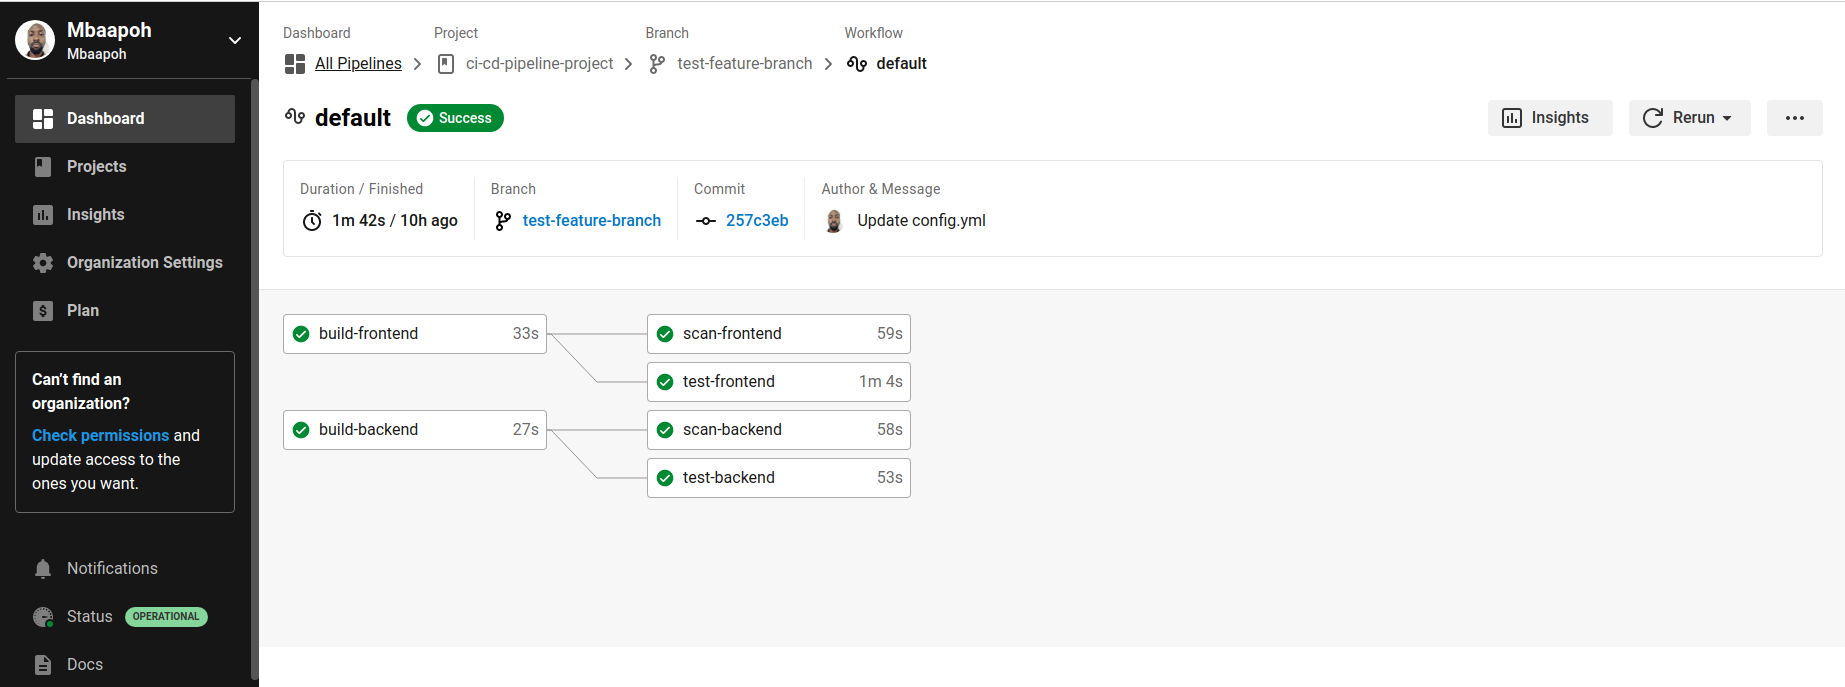 Mbaapoh
Mbaapoh
Dashboard
Projects
Insights
Organization Settings
Plan
Can’t find an
organization?
Check permissions and
update access to the
ones you want.
Notifications
Status OPERATIONAL
Docs
Dashboard Project Branch Workflow
All Pipelines ci-cd-pipeline-project test-feature-branch default
default Success Insights Rerun
Duration / Finished Branch Commit Author & Message
1m 42s / 10h ago test-feature-branch 257c3eb Update config.yml
build-frontend 33s scan-frontend 59s
test-frontend 1m 4s
build-backend 27s scan-backend 58s
test-backend 53s